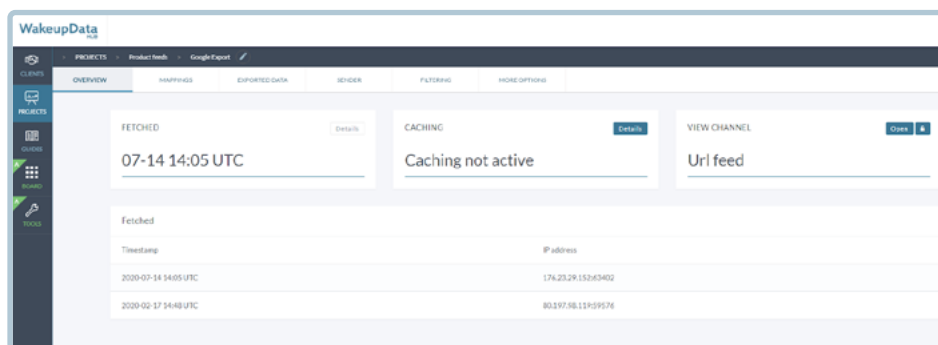 WakeupData
HUB
CLIENTS
PROJECTS
GUIDES
BOARD
TOOLS
PROJECTS Product feeds Google Export
OVERVIEW MAPPINGS EXPORTED DATA SENDER FILTERING MORE OPTIONS
FETCHED Details
07-14 14:05 UTC
CACHING Details
Caching not active
VIEW CHANNEL Open
Url feed
Fetched
Timestamp IP address
2020-07-14 14:05 UTC 176.23.29.152:63402
2020-02-17 14:48 UTC 80.197.98.119:59576